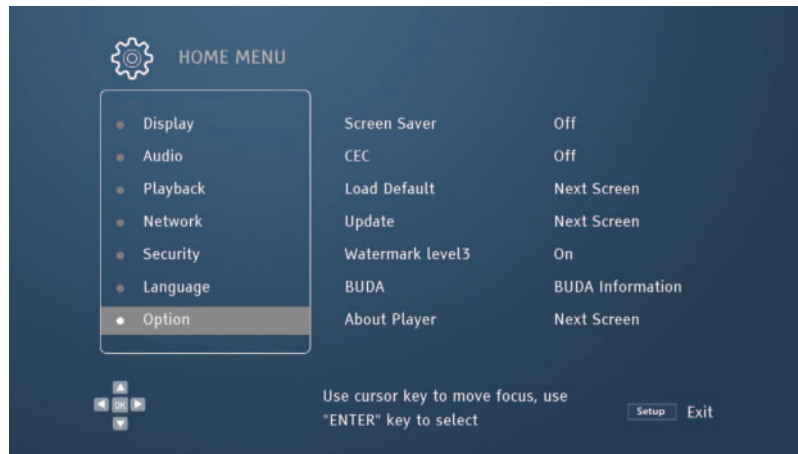 HOME MENU
Display Screen Saver Off
Audio CEC Off
Playback Load Default Next Screen
Network Update Next Screen
Security Watermark level3 On
Language BUDA BUDA Information
Option About Player Next Screen
OK
Use cursor key to move focus, use
"ENTER" key to select
Setup Exit